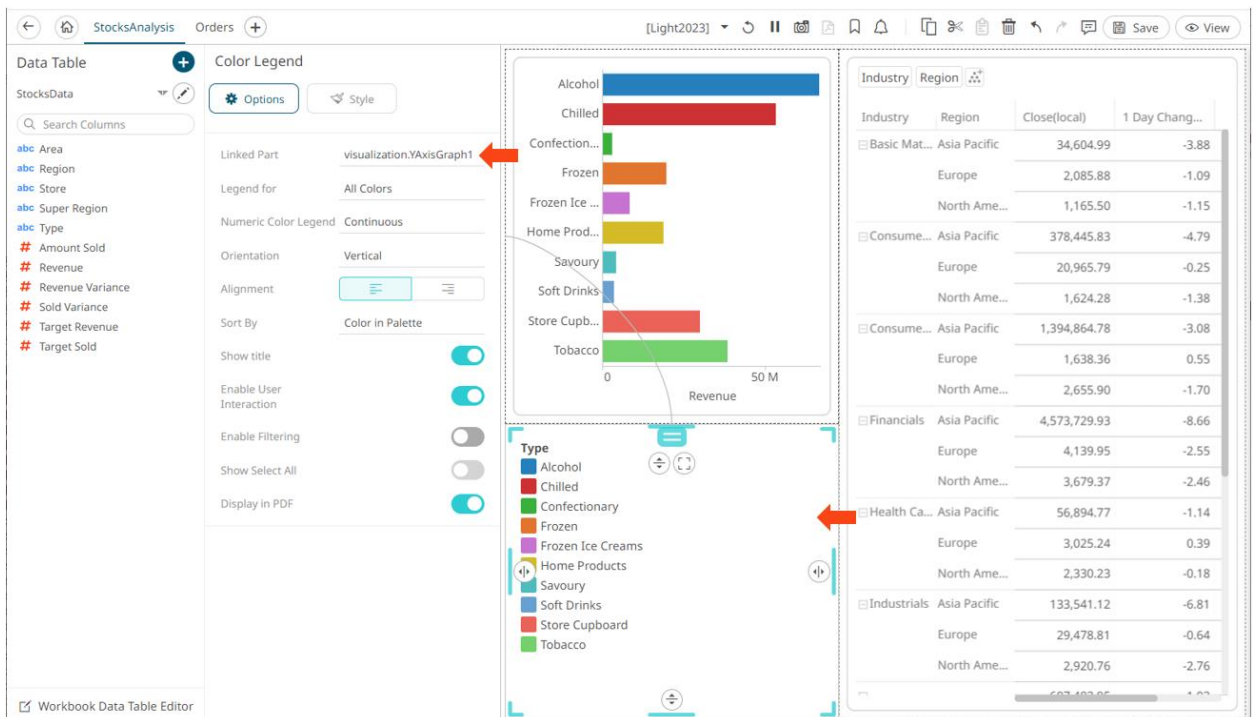 StocksAnalysis Orders [Light2023] Save View
Data Table
StocksData
Search Columns
abc Area
abc Region
abc Store
abc Super Region
abc Type
# Amount Sold
# Revenue
# Revenue Variance
# Sold Variance
# Target Revenue
# Target Sold
Workbook Data Table Editor
Color Legend
Options Style
Linked Part visualization.YAxisGraph1
Legend for All Colors
Numeric Color Legend Continuous
Orientation Vertical
Alignment
Sort By Color in Palette
Show title
Enable User
Interaction
Enable Filtering
Show Select All
Display in PDF
Alcohol
Chilled
Confection...
Frozen
Frozen Ice ...
Home Prod...
Savoury
Soft Drinks
Store Cupb...
Tobacco
0 50 M
Revenue
Type
Alcohol
Chilled
Confectionary
Frozen
Frozen Ice Creams
Home Products
Savoury
Soft Drinks
Store Cupboard
Tobacco
Industry Region
Industry Region Close(local) 1 Day Chang...
Basic Mat... Asia Pacific 34,604.99 -3.88
Europe 2,085.88 -1.09
North Ame... 1,165.50 -1.15
Consume... Asia Pacific 378,445.83 -4.79
Europe 20,965.79 -0.25
North Ame... 1,624.28 -1.38
Consume... Asia Pacific 1,394,864.78 -3.08
Europe 1,638.36 0.55
North Ame... 2,655.90 -1.70
Financials Asia Pacific 4,573,729.93 -8.66
Europe 4,139.95 -2.55
North Ame... 3,679.37 -2.46
Health Ca... Asia Pacific 56,894.77 -1.14
Europe 3,025.24 0.39
North Ame... 2,330.23 -0.18
Industrials Asia Pacific 133,541.12 -6.81
Europe 29,478.81 -0.64
North Ame... 2,920.76 -2.76